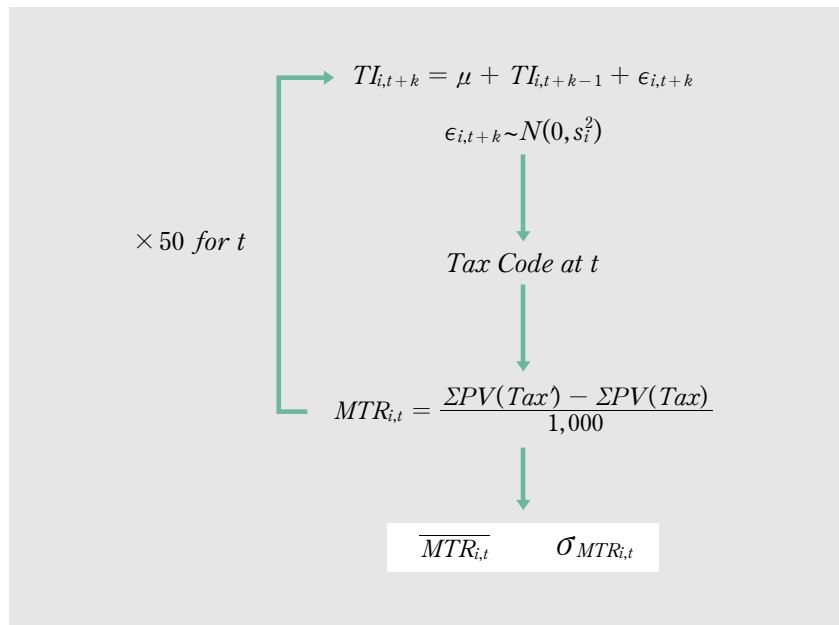 TI_{i,t+k} = μ + TI_{i,t+k−1} + ϵ_{i,t+k}
ϵ_{i,t+k}~N(0, s_i^2)
× 50 for t
Tax Code at t
MTR_{i,t} = \frac{ΣPV(Tax') − ΣPV(Tax)}{1,000}
\overline{MTR_{i,t}} σ_{MTR_{i,t}}